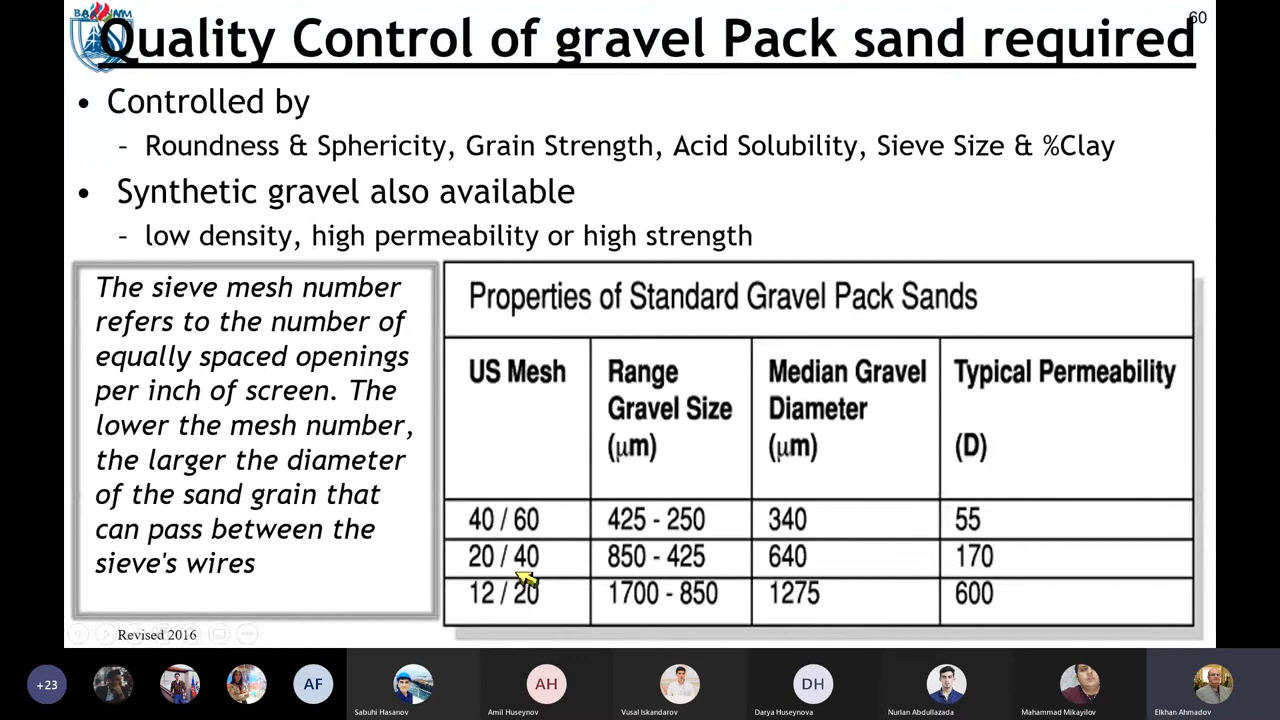 60
Quality Control of gravel Pack sand required
• Controlled by
– Roundness & Sphericity, Grain Strength, Acid Solubility, Sieve Size & %Clay
• Synthetic gravel also available
– low density, high permeability or high strength
The sieve mesh number
refers to the number of
equally spaced openings
per inch of screen. The
lower the mesh number,
the larger the diameter
of the sand grain that
can pass between the
sieve's wires
Properties of Standard Gravel Pack Sands
US Mesh
Range
Gravel Size
(μm)
Median Gravel
Diameter
(μm)
Typical Permeability
(D)
40 / 60 425 - 250 340 55
20 / 40 850 - 425 640 170
12 / 20 1700 - 850 1275 600
Revised 2016
+23
AF
AH
DH
Sabuhi Hasanov
Amil Huseynov
Vusal Iskandarov
Darya Huseynova
Nurlan Abdullazada
Mahammad Mikayilov
Elkhan Ahmadov